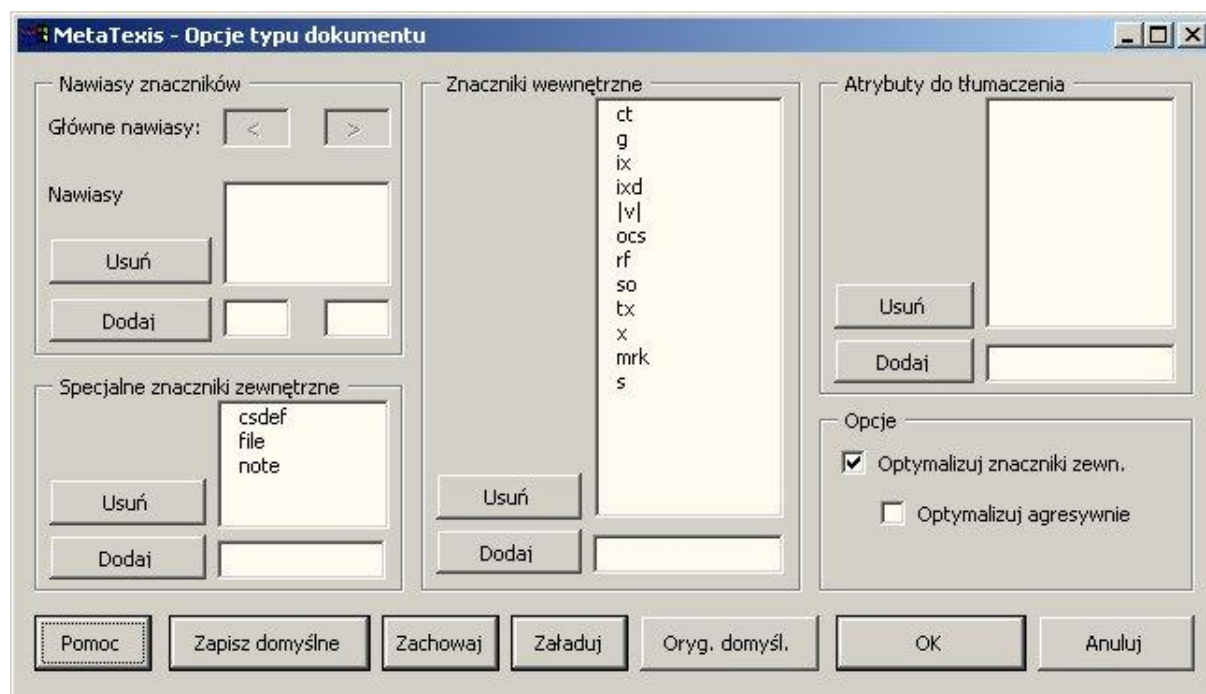 MetaTexis - Opcje typu dokumentu
Nawiasy znaczników
Główne nawiasy:
<
>
Nawiasy
Usuń
Dodaj
Specjalne znaczniki zewnętrzne
csdef
file
note
Usuń
Dodaj
Znaczniki wewnętrzne
ct
g
ix
ixd
|v|
ocs
rf
so
tx
x
mrk
s
Usuń
Dodaj
Atrybuty do tłumaczenia
Usuń
Dodaj
Opcje
Optymalizuj znaczniki zewn.
Optymalizuj agresywnie
Pomoc
Zapisz domyślne
Zachowaj
Załaduj
Oryg. domyśl.
OK
Anuluj